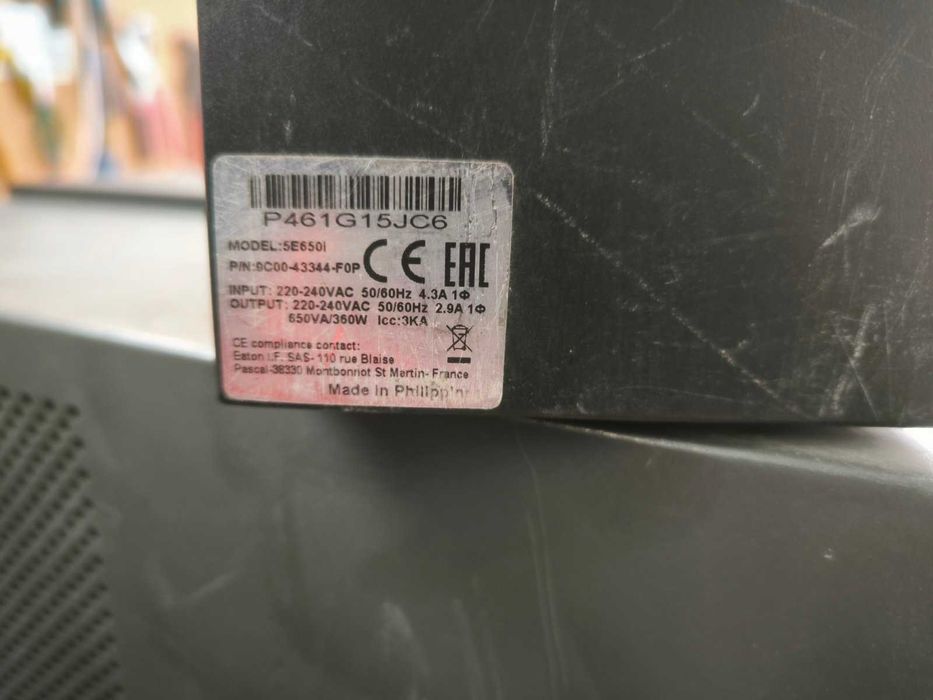 P461G15JC6
MODEL:5E650i
P/N:9C00-43344-F0P
CE EAC
INPUT: 220-240VAC 50/60Hz 4.3A 1Φ
OUTPUT: 220-240VAC 50/60Hz 2.9A 1Φ
650VA/360W Icc:3KA
CE compliance contact:
Eaton I.F. SAS- 110 rue Blaise
Pascal-38330 Montbonnot St Martin- France
Made in